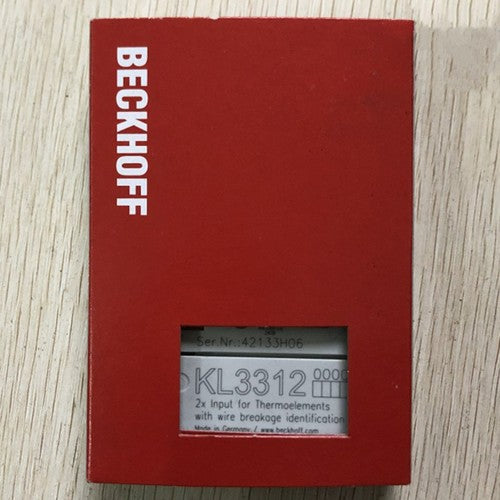 BECKHOFF
Ser.Nr.:42133H06
KL3312
2x Input for Thermoelements
with wire breakage identification
Made in Germany / www.beckhoff.com